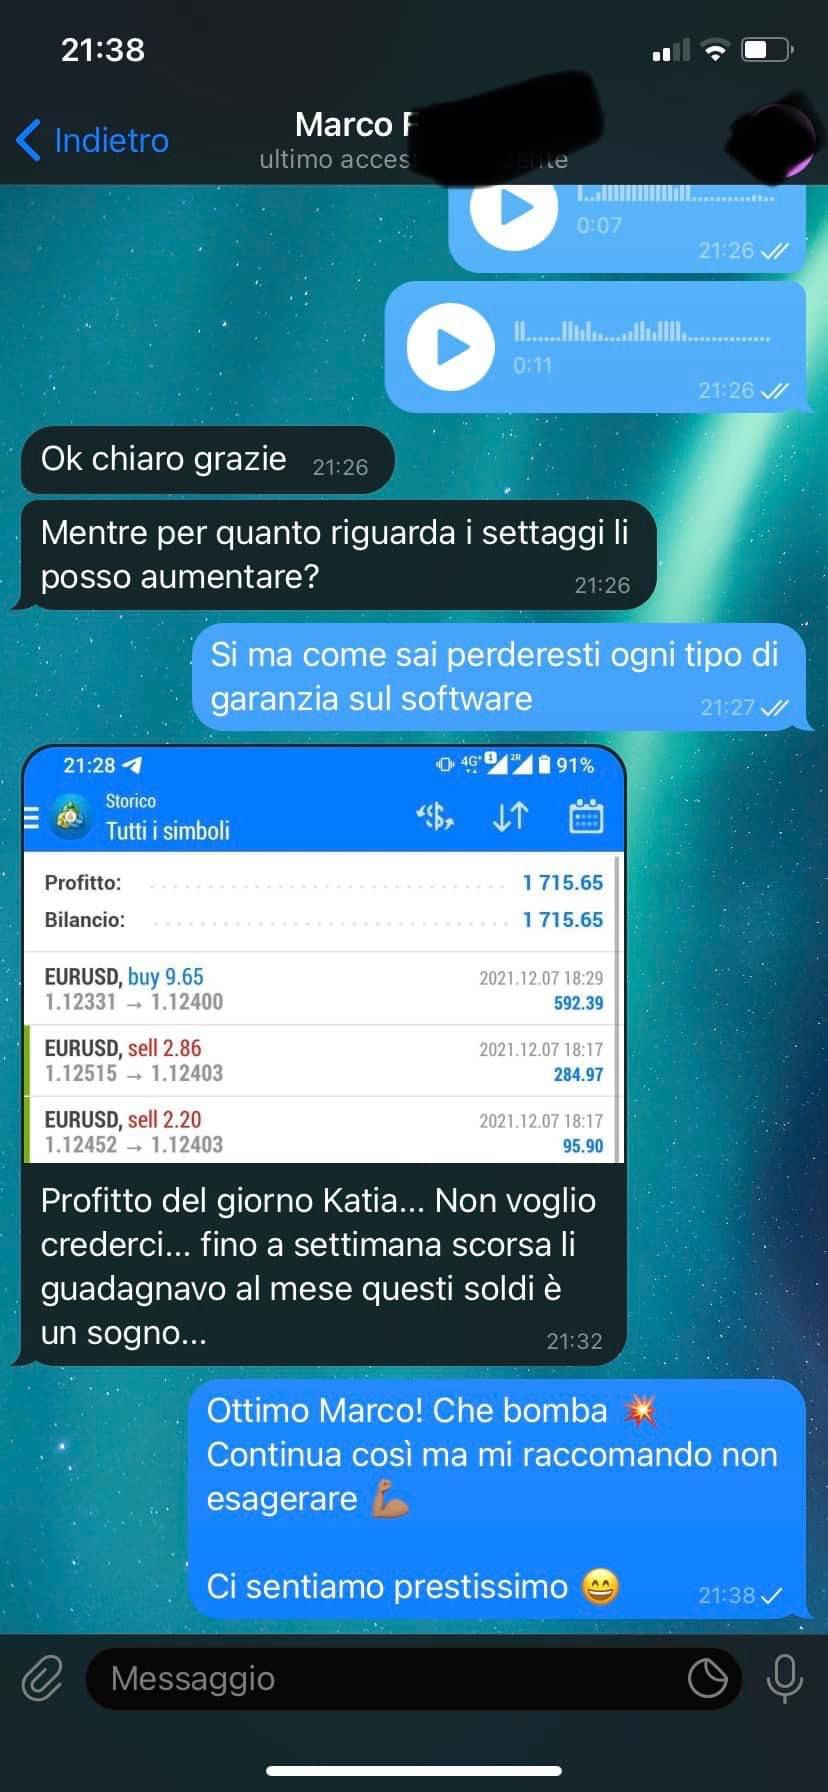 21:38
Indietro
Marco F
ultimo acces
0:07
21:26
0:11
21:26
Ok chiaro grazie 21:26
Mentre per quanto riguarda i settaggi li
posso aumentare? 21:26
Si ma come sai perderesti ogni tipo di
garanzia sul software 21:27
21:28 4G+ 1 2R 91%
Storico
Tutti i simboli
Profitto: 1 715.65
Bilancio: 1 715.65
EURUSD, buy 9.65 2021.12.07 18:29
1.12331 → 1.12400 592.39
EURUSD, sell 2.86 2021.12.07 18:17
1.12515 → 1.12403 284.97
EURUSD, sell 2.20 2021.12.07 18:17
1.12452 → 1.12403 95.90
Profitto del giorno Katia... Non voglio
crederci... fino a settimana scorsa li
guadagnavo al mese questi soldi è
un sogno... 21:32
Ottimo Marco! Che bomba 💥
Continua così ma mi raccomando non
esagerare 💪🏽
Ci sentiamo prestissimo 😄 21:38
Messaggio